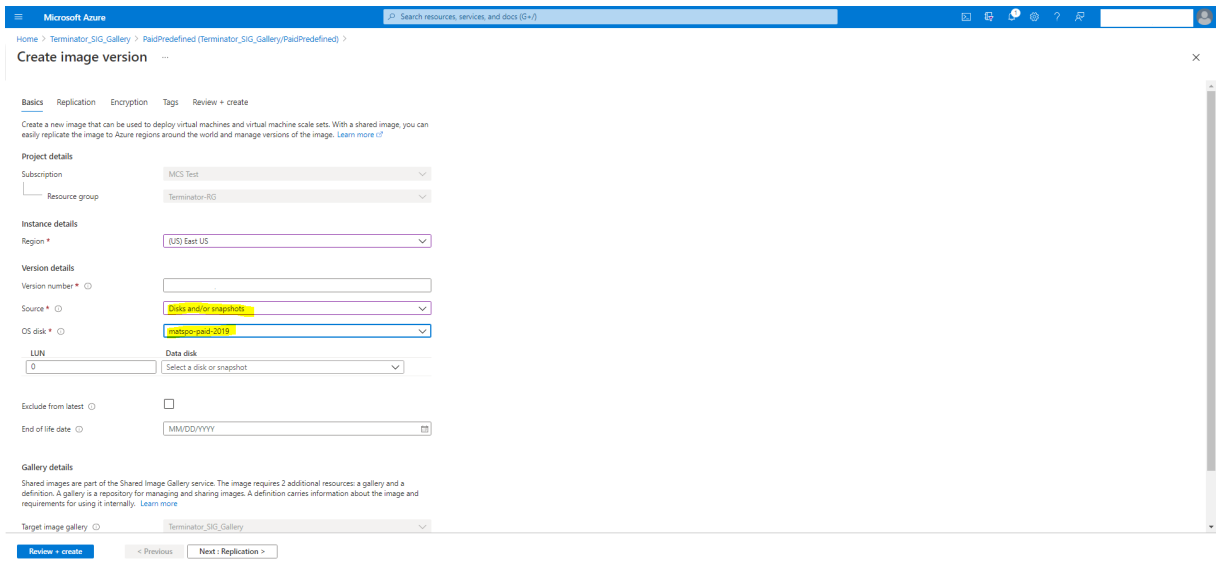 Microsoft Azure
Search resources, services, and docs (G+/)
1
Home > Terminator_SIG_Gallery > PaidPredefined (Terminator_SIG_Gallery/PaidPredefined) >
Create image version ...
Basics Replication Encryption Tags Review + create
Create a new image that can be used to deploy virtual machines and virtual machine scale sets. With a shared image, you can
easily replicate the image to Azure regions around the world and manage versions of the image. Learn more
Project details
Subscription MCS Test
Resource group Terminator-RG
Instance details
Region * (US) East US
Version details
Version number *
Source * Disks and/or snapshots
OS disk * matspo-paid-2019
LUN Data disk
0 Select a disk or snapshot
Exclude from latest
End of life date MM/DD/YYYY
Gallery details
Shared images are part of the Shared Image Gallery service. The image requires 2 additional resources: a gallery and a
definition. A gallery is a repository for managing and sharing images. A definition carries information about the image and
requirements for using it internally. Learn more
Target image gallery Terminator_SIG_Gallery
Review + create < Previous Next : Replication >